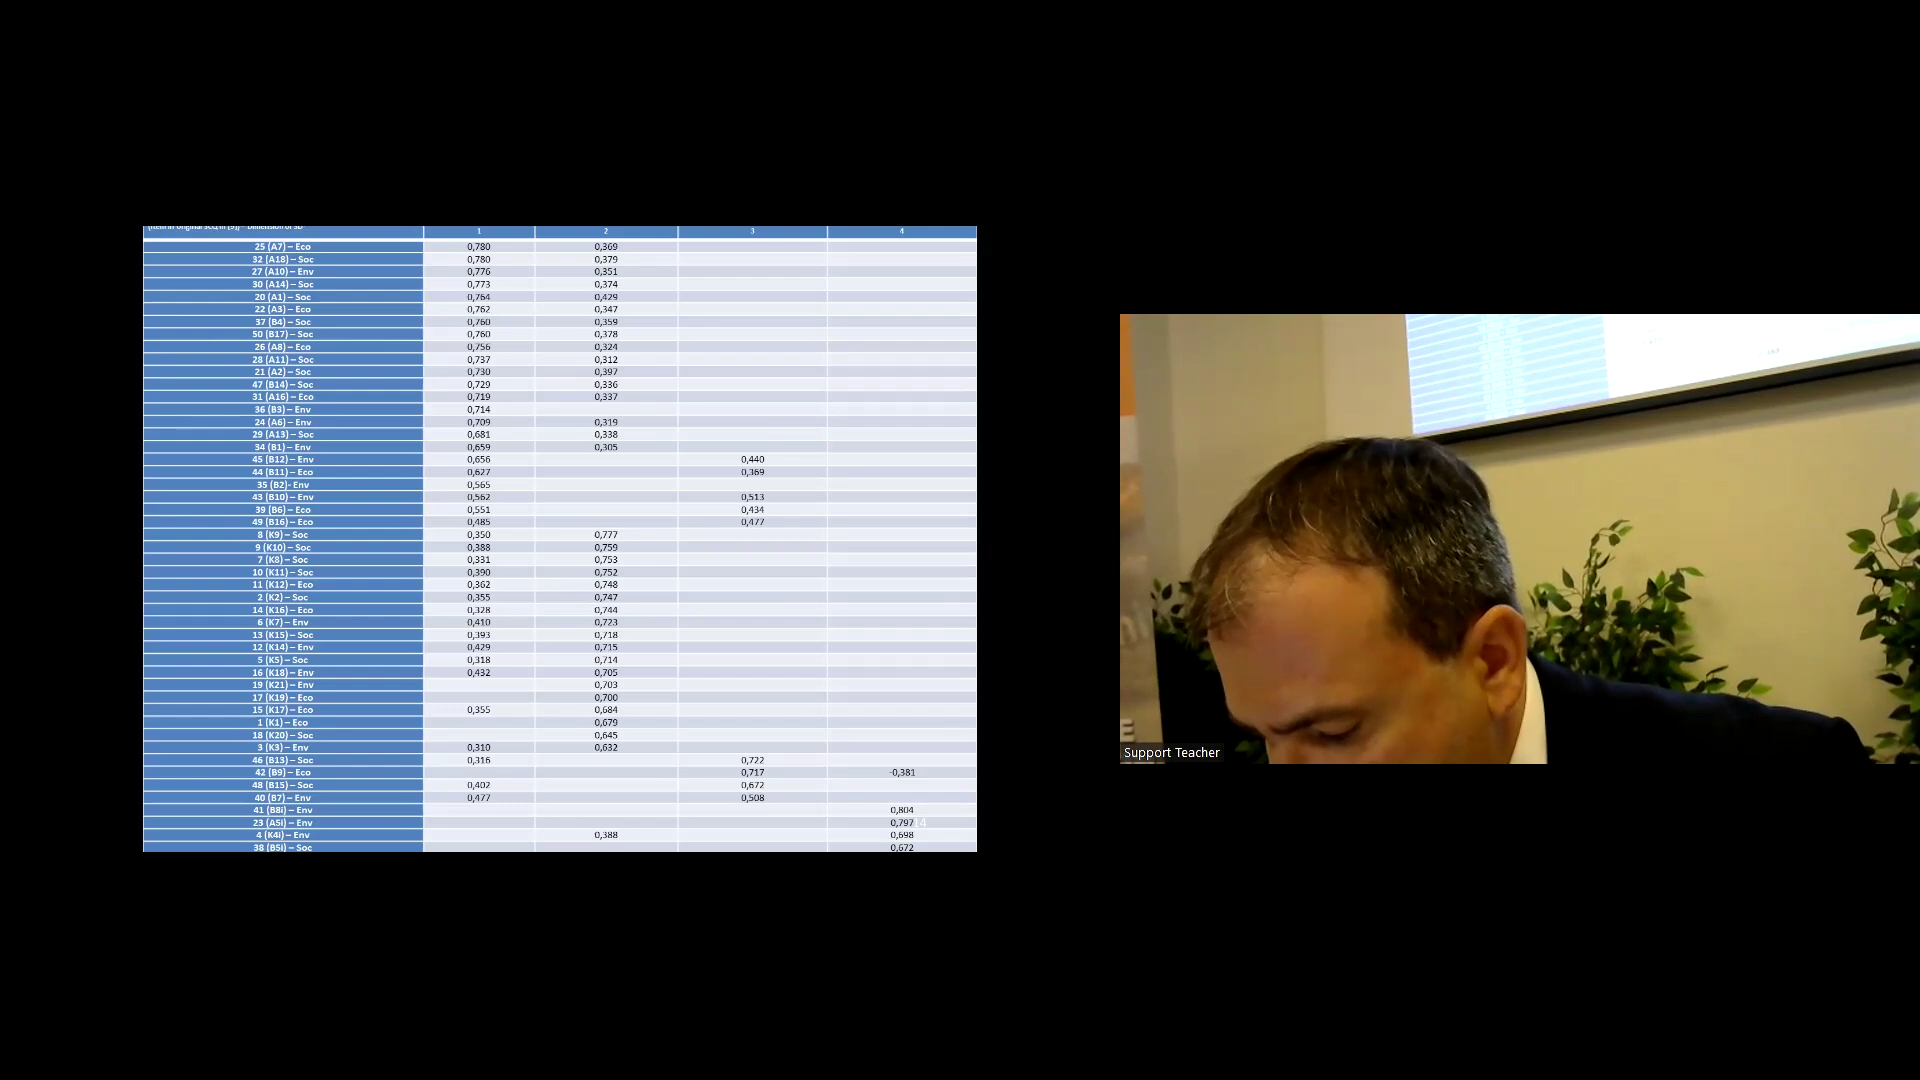 (Item in original SCQ in [9]) – Dimension of SD 1 2 3 4
25 (A7) – Eco 0,780 0,369
32 (A18) – Soc 0,780 0,379
27 (A10) – Env 0,776 0,351
30 (A14) – Soc 0,773 0,374
20 (A1) – Soc 0,764 0,429
22 (A3) – Eco 0,762 0,347
37 (B4) – Soc 0,760 0,359
50 (B17) – Soc 0,760 0,378
26 (A8) – Eco 0,756 0,324
28 (A11) – Soc 0,737 0,312
21 (A2) – Soc 0,730 0,397
47 (B14) – Soc 0,729 0,336
31 (A16) – Eco 0,719 0,337
36 (B3) – Env 0,714
24 (A6) – Env 0,709 0,319
29 (A13) – Soc 0,681 0,338
34 (B1) – Env 0,659 0,305
45 (B12) – Env 0,656 0,440
44 (B11) – Eco 0,627 0,369
35 (B2)- Env 0,565
43 (B10) – Env 0,562 0,513
39 (B6) – Eco 0,551 0,434
49 (B16) – Eco 0,485 0,477
8 (K9) – Soc 0,350 0,777
9 (K10) – Soc 0,388 0,759
7 (K8) – Soc 0,331 0,753
10 (K11) – Soc 0,390 0,752
11 (K12) – Eco 0,362 0,748
2 (K2) – Soc 0,355 0,747
14 (K16) – Eco 0,328 0,744
6 (K7) – Env 0,410 0,723
13 (K15) – Soc 0,393 0,718
12 (K14) – Env 0,429 0,715
5 (K5) – Soc 0,318 0,714
16 (K18) – Env 0,432 0,705
19 (K21) – Env 0,703
17 (K19) – Eco 0,700
15 (K17) – Eco 0,355 0,684
1 (K1) – Eco 0,679
18 (K20) – Soc 0,645
3 (K3) – Env 0,310 0,632
46 (B13) – Soc 0,316 0,722
42 (B9) – Eco 0,717 -0,381
48 (B15) – Soc 0,402 0,672
40 (B7) – Env 0,477 0,508
41 (B8i) – Env 0,804
23 (A5i) – Env 0,797
4 (K4i) – Env 0,388 0,698
38 (B5i) – Soc 0,672
Support Teacher